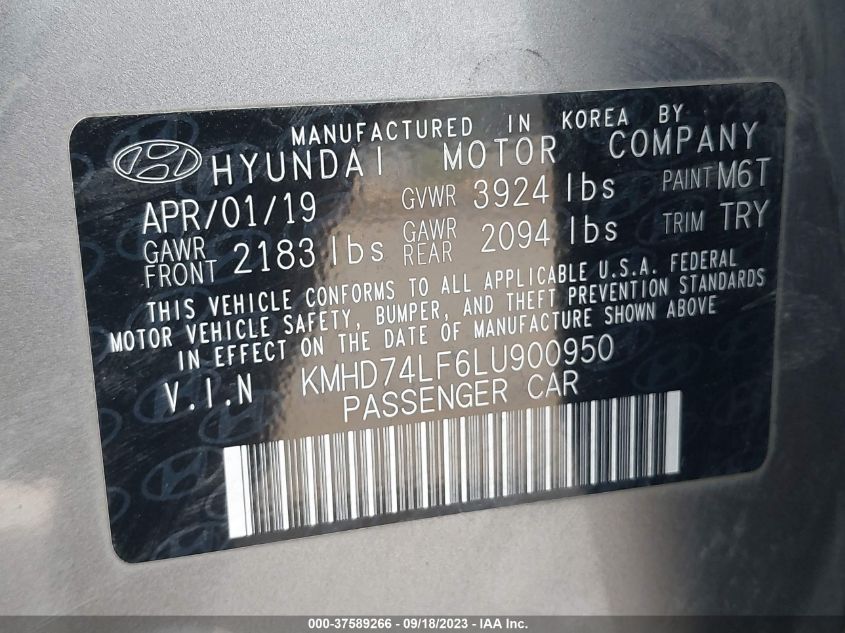 MANUFACTURED IN KOREA BY
HYUNDAI MOTOR COMPANY
APR/01/19 GVWR 3924 lbs PAINT M6T
GAWR FRONT 2183 lbs GAWR REAR 2094 lbs TRIM TRY
THIS VEHICLE CONFORMS TO ALL APPLICABLE U.S.A. FEDERAL
MOTOR VEHICLE SAFETY, BUMPER, AND THEFT PREVENTION STANDARDS
IN EFFECT ON THE DATE OF MANUFACTURE SHOWN ABOVE
V.I.N KMHD74LF6LU900950
PASSENGER CAR
000-37589266 - 09/18/2023 - IAA Inc.